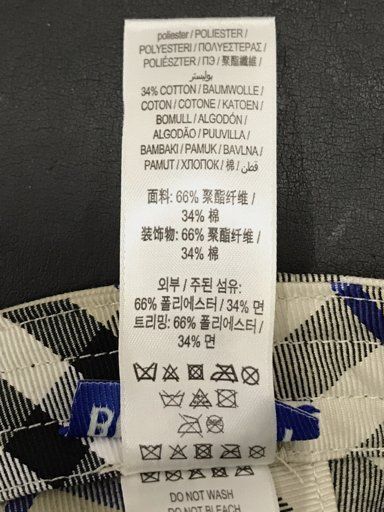 poliester / POLIESTER /
POLYESTERI / ΠΟΛΥΕΣΤΕΡΑΣ /
POLIÉSZTER / ПЭ / 聚酯纖維 /
بوليستر
34% COTTON / BAUMWOLLE /
COTON / COTONE / KATOEN /
BOMULL / ALGODÓN /
ALGODÃO / PUUVILLA /
BAMBAKI / PAMUK / BAVLNA /
PAMUT / ХЛОПОК / 棉 / قطن
面料: 66% 聚酯纤维 /
34% 棉
装饰物: 66% 聚酯纤维 /
34% 棉
외부 / 주된 섬유:
66% 폴리에스터 / 34% 면
트리밍: 66% 폴리에스터 /
34% 면
DO NOT WASH
DO NOT BLEACH